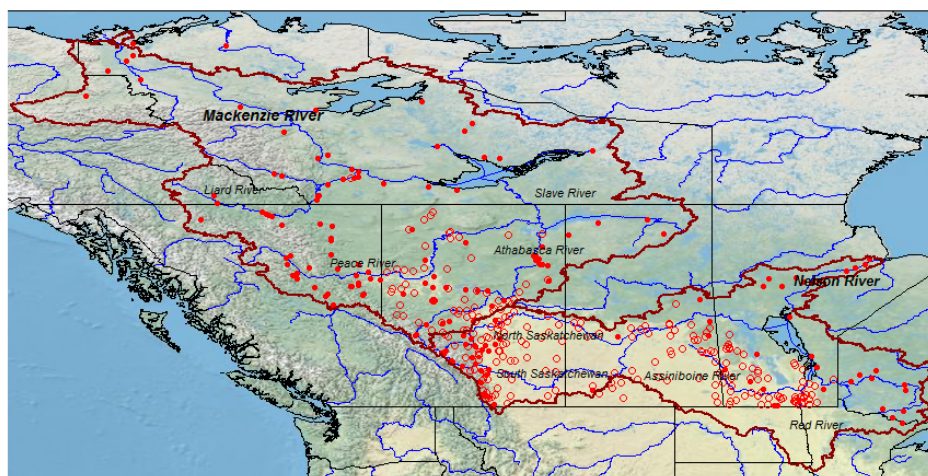 Mackenzie River
Liard River
Slave River
Peace River
Athabasca River
Nelson River
North Saskatchewan
South Saskatchewan
Assiniboine River
Red River